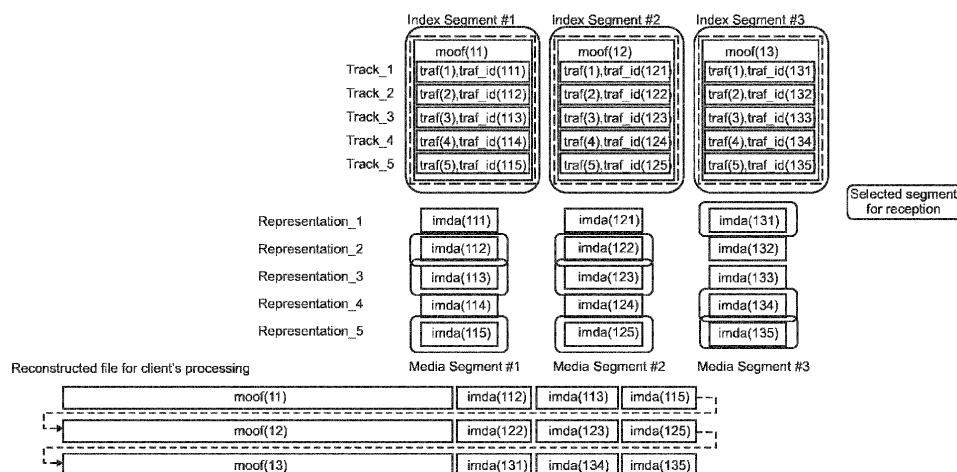 Index Segment #1 Index Segment #2 Index Segment #3
moof(11) moof(12) moof(13)
Track_1 traf(1),traf_id(111) traf(1),traf_id(121) traf(1),traf_id(131)
Track_2 traf(2),traf_id(112) traf(2),traf_id(122) traf(2),traf_id(132)
Track_3 traf(3),traf_id(113) traf(3),traf_id(123) traf(3),traf_id(133)
Track_4 traf(4),traf_id(114) traf(4),traf_id(124) traf(4),traf_id(134)
Track_5 traf(5),traf_id(115) traf(5),traf_id(125) traf(5),traf_id(135)
Selected segment
for reception
Representation_1 imda(111) imda(121) imda(131)
Representation_2 imda(112) imda(122) imda(132)
Representation_3 imda(113) imda(123) imda(133)
Representation_4 imda(114) imda(124) imda(134)
Representation_5 imda(115) imda(125) imda(135)
Reconstructed file for client's processing Media Segment #1 Media Segment #2 Media Segment #3
moof(11) imda(112) imda(113) imda(115)
moof(12) imda(122) imda(123) imda(125)
moof(13) imda(131) imda(134) imda(135)